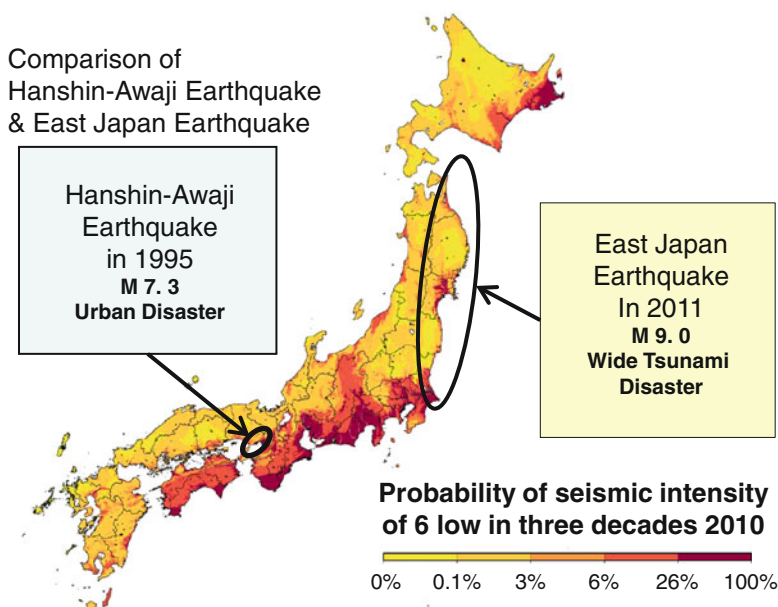 Comparison of
Hanshin-Awaji Earthquake
& East Japan Earthquake
Hanshin-Awaji
Earthquake
in 1995
M 7. 3
Urban Disaster
East Japan
Earthquake
In 2011
M 9. 0
Wide Tsunami
Disaster
Probability of seismic intensity
of 6 low in three decades 2010
0% 0.1% 3% 6% 26% 100%